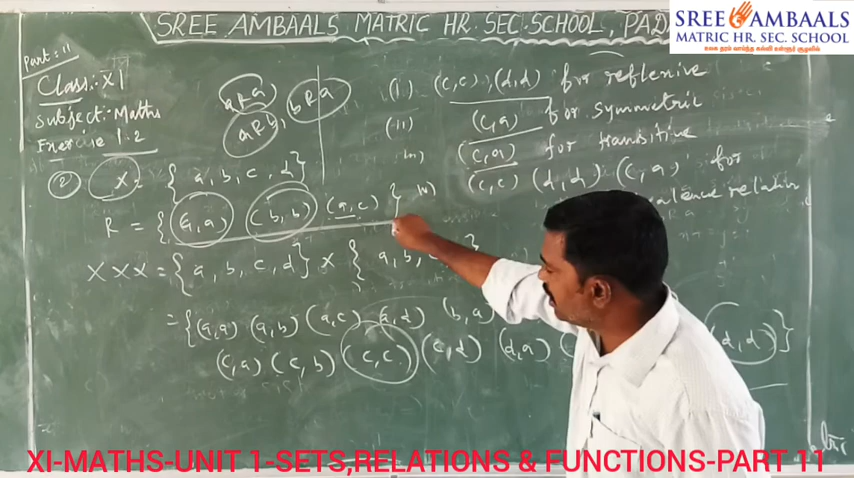 SREE AMBAALS MATRIC HR. SEC. SCHOOL, PAD
SREE AMBAALS
MATRIC HR. SEC. SCHOOL
Part: 11
Class:- XI
Subject:- Maths
Exercise 1.2
aRa
bRa
aRb,
(i) (c,c), (d,d) for reflexive
(ii) (c,a) for symmetric
iii) (c,a) for transitive
iv) (c,c) (d,d) (c,a) for
valence relation
② X = { a, b, c, d }
R = { (a,a) (b,b) (a,c) }
X × X = { a, b, c, d } × { a, b, }
= { (a,a) (a,b) (a,c) (a,d) (b,a)
(c,a) (c,b) (c,c) (c,d) (d,a) (d,d) }
XI-MATHS-UNIT 1-SETS,RELATIONS & FUNCTIONS-PART 11